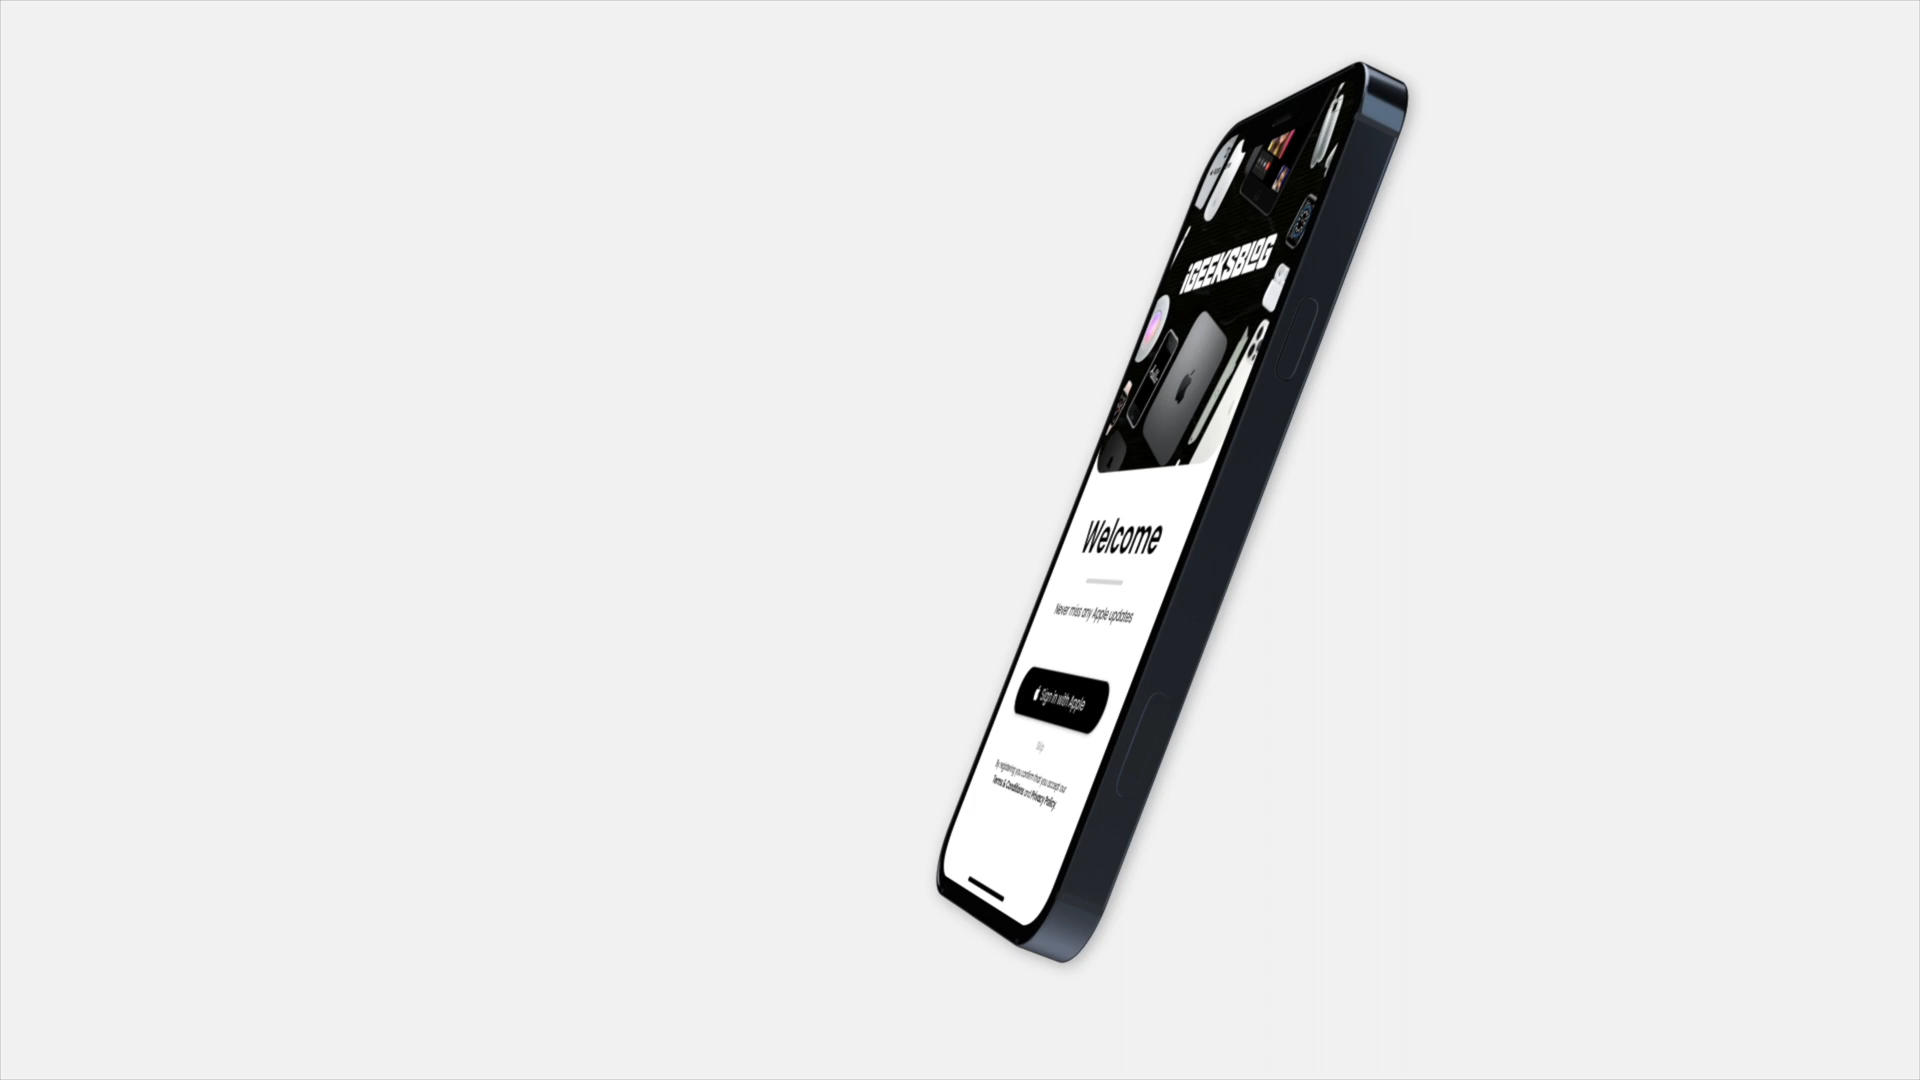 iGEEKSBLOG
Welcome
Never miss any Apple updates
Sign in with Apple
Skip
By registering you confirm that you accept our
Terms & Conditions and Privacy Policy